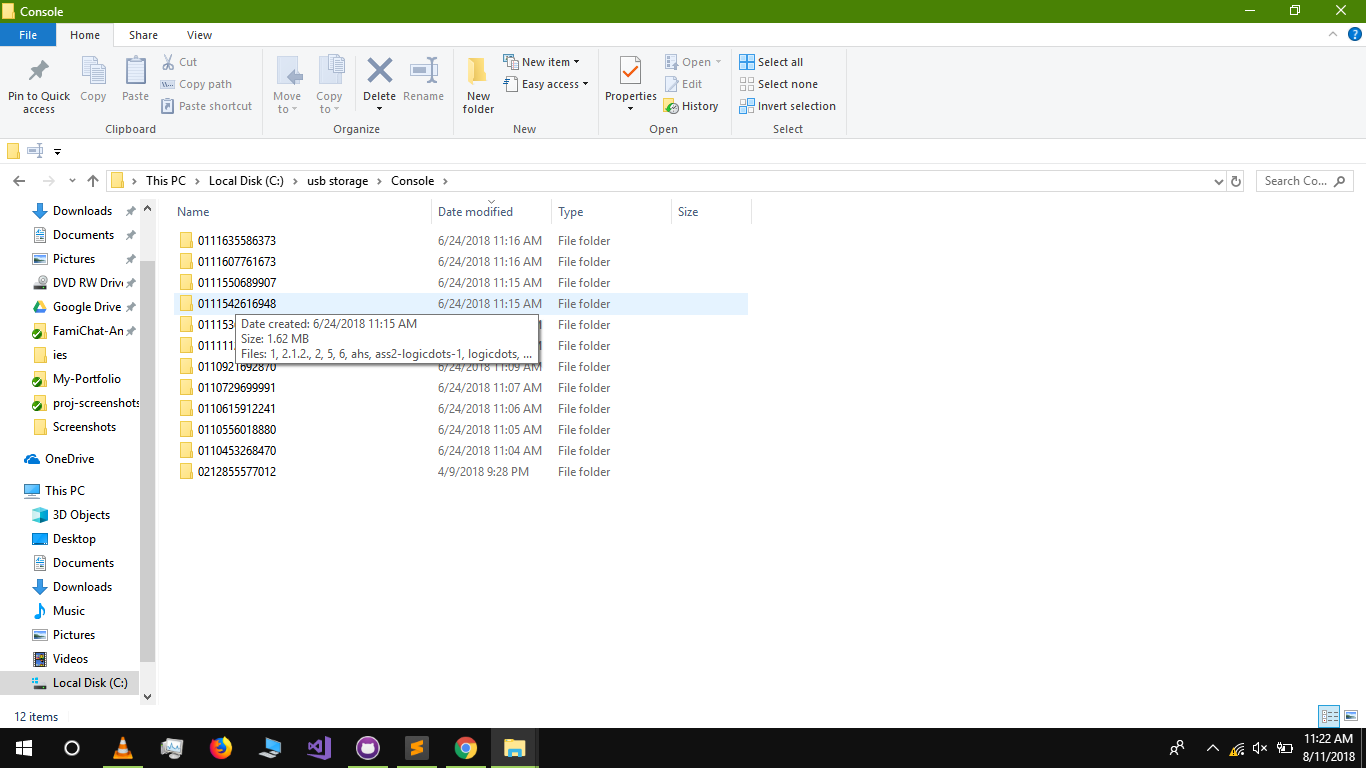 Console
File Home Share View
Pin to Quick access
Copy
Paste
Cut
Copy path
Paste shortcut
Clipboard
Move to
Copy to
Delete
Rename
Organize
New folder
New item
Easy access
New
Properties
Open
Edit
History
Open
Select all
Select none
Invert selection
Select
This PC Local Disk (C:) usb storage Console
Search Co...
Downloads
Documents
Pictures
DVD RW Driv
Google Drive
FamiChat-An
ies
My-Portfolio
proj-screenshots
Screenshots
OneDrive
This PC
3D Objects
Desktop
Documents
Downloads
Music
Pictures
Videos
Local Disk (C:)
Name Date modified Type Size
0111635586373 6/24/2018 11:16 AM File folder
0111607761673 6/24/2018 11:16 AM File folder
0111550689907 6/24/2018 11:15 AM File folder
0111542616948 6/24/2018 11:15 AM File folder
File folder
File folder
Date created: 6/24/2018 11:15 AM
Size: 1.62 MB
Files: 1, 2.1.2., 2, 5, 6, ahs, ass2-logicdots-1, logicdots, ...
0110921692870 6/24/2018 11:09 AM File folder
0110729699991 6/24/2018 11:07 AM File folder
0110615912241 6/24/2018 11:06 AM File folder
0110556018880 6/24/2018 11:05 AM File folder
0110453268470 6/24/2018 11:04 AM File folder
0212855577012 4/9/2018 9:28 PM File folder
12 items
11:22 AM
8/11/2018